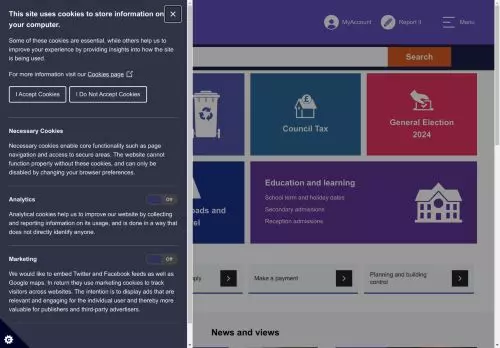 This site uses cookies to store information on
your computer.
Some of these cookies are essential, while others help us to
improve your experience by providing insights into how the site
is being used.
For more information visit our Cookies page
I Accept Cookies
I Do Not Accept Cookies
Necessary Cookies
Necessary cookies enable core functionality such as page
navigation and access to secure areas. The website cannot
function properly without these cookies, and can only be
disabled by changing your browser preferences.
Analytics
Off
Analytical cookies help us to improve our website by collecting
and reporting information on its usage, and is done in a way that
does not directly identify anyone.
Marketing
Off
We would like to embed Twitter and Facebook feeds as well as
Google maps. In return they use marketing cookies to track
visitors across websites. The intention is to display ads that are
relevant and engaging for the individual user and thereby more
valuable for publishers and third-party advertisers.
MyAccount
Report it
Menu
Search
Council Tax
General Election
2024
Education and learning
School term and holiday dates
Secondary admissions
Reception admissions
Make a payment
Planning and building
control
News and views